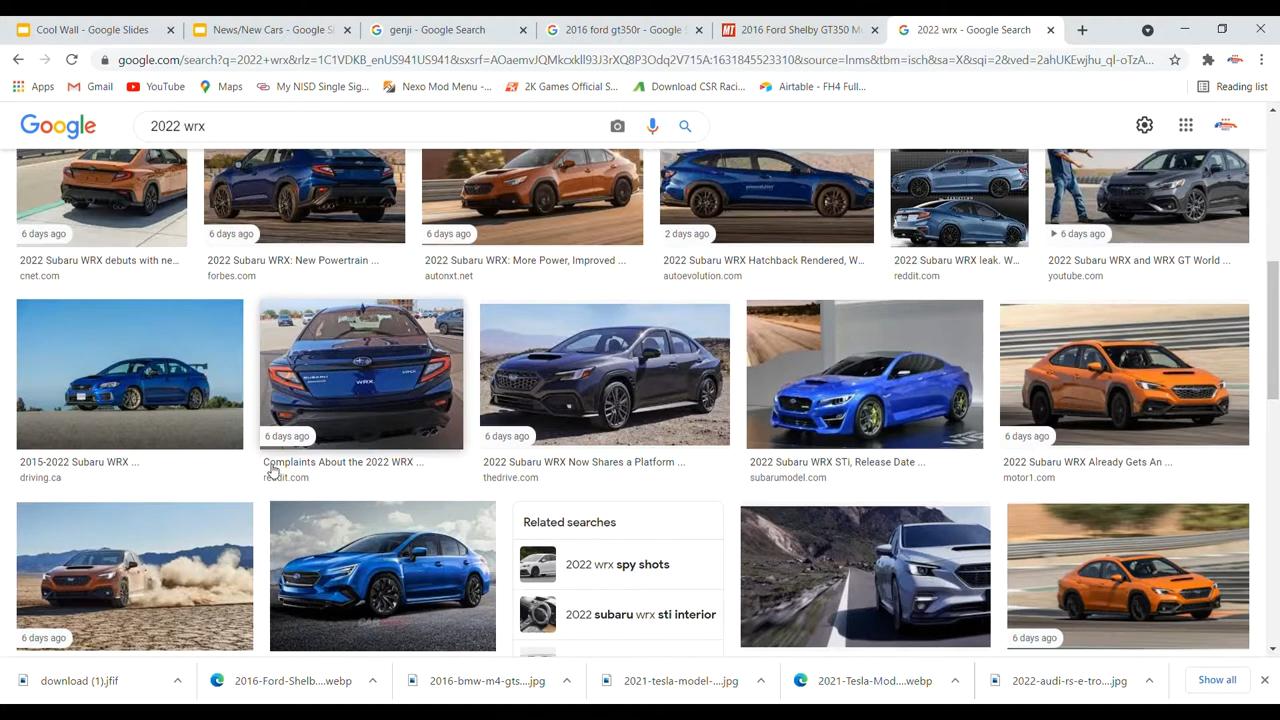 Cool Wall - Google Slides
News/New Cars - Google Sl
genji - Google Search
2016 ford gt350r - Google S
2016 Ford Shelby GT350 Mu
2022 wrx - Google Search
google.com/search?q=2022+wrx&rlz=1C1VDKB_enUS941US941&sxsrf=AOaemvJQMkcxkll93J3rXQ8P3Odq2V715A:1631845523310&source=lnms&tbm=isch&sa=X&sqi=2&ved=2ahUKEwjhu_qI-oTzA...
Apps
Gmail
YouTube
Maps
My NISD Single Sig...
Nexo Mod Menu -...
2K Games Official S...
Download CSR Raci...
Airtable - FH4 Full...
Reading list
Google
2022 wrx
6 days ago
6 days ago
6 days ago
2 days ago
6 days ago
2022 Subaru WRX debuts with ne...
2022 Subaru WRX: New Powertrain ...
2022 Subaru WRX: More Power, Improved ...
2022 Subaru WRX Hatchback Rendered, W...
2022 Subaru WRX leak. W...
2022 Subaru WRX and WRX GT World ...
cnet.com
forbes.com
autonxt.net
autoevolution.com
reddit.com
youtube.com
SUBARU
WRX
6 days ago
6 days ago
6 days ago
2015-2022 Subaru WRX ...
Complaints About the 2022 WRX ...
2022 Subaru WRX Now Shares a Platform ...
2022 Subaru WRX STi, Release Date ...
2022 Subaru WRX Already Gets An ...
driving.ca
reddit.com
thedrive.com
subarumodel.com
motor1.com
Related searches
2022 wrx spy shots
2022 subaru wrx sti interior
6 days ago
6 days ago
download (1).jfif
2016-Ford-Shelb....webp
2016-bmw-m4-gts....jpg
2021-tesla-model-....jpg
2021-Tesla-Mod....webp
2022-audi-rs-e-tro....jpg
Show all